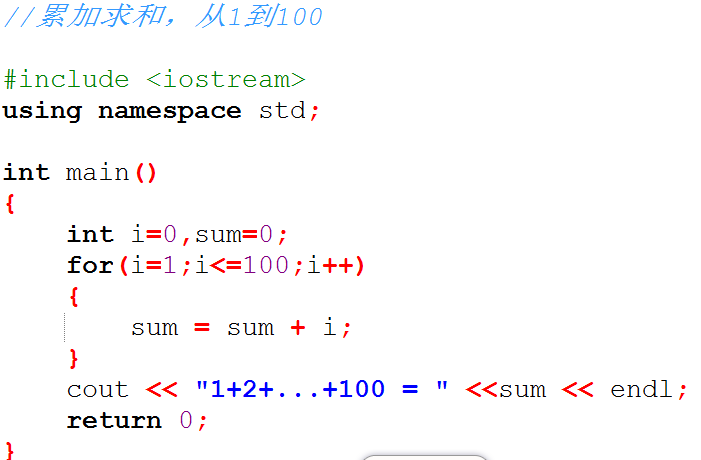 //累加求和，从1到100
#include <iostream>
using namespace std;
int main()
{
    int i=0,sum=0;
    for(i=1;i<=100;i++)
    {
        sum = sum + i;
    }
    cout << "1+2+...+100 = " <<sum << endl;
    return 0;
}